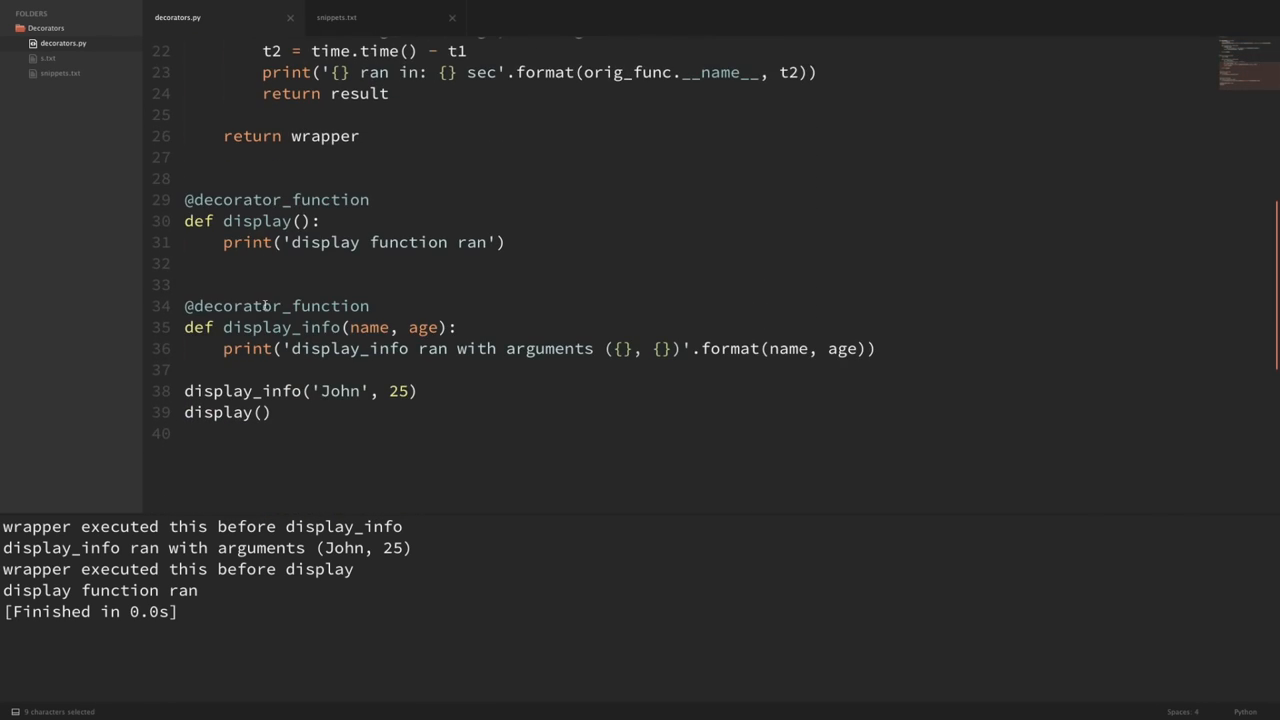 FOLDERS
Decorators
decorators.py
s.txt
snippets.txt
decorators.py
snippets.txt
22 t2 = time.time() - t1
23 print('{} ran in: {} sec'.format(orig_func.__name__, t2))
24 return result
25
26 return wrapper
27
28
29 @decorator_function
30 def display():
31 print('display function ran')
32
33
34 @decorator_function
35 def display_info(name, age):
36 print('display_info ran with arguments ({}, {})'.format(name, age))
37
38 display_info('John', 25)
39 display()
40
wrapper executed this before display_info
display_info ran with arguments (John, 25)
wrapper executed this before display
display function ran
[Finished in 0.0s]
9 characters selected
Spaces: 4
Python